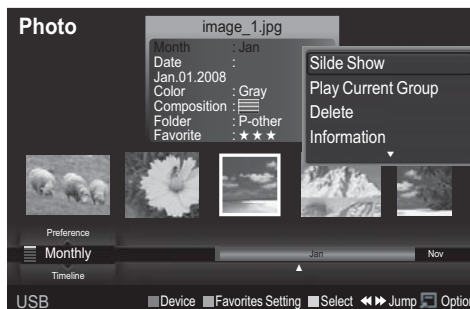 Photo
image_1.jpg
Month : Jan
Date :
Jan.01.2008
Color : Gray
Composition :
Folder : P-other
Favorite : ★★★
Silde Show
Play Current Group
Delete
Information
Preference
Monthly
Timeline
Jan
Nov
USB
Device Favorites Setting Select Jump Option